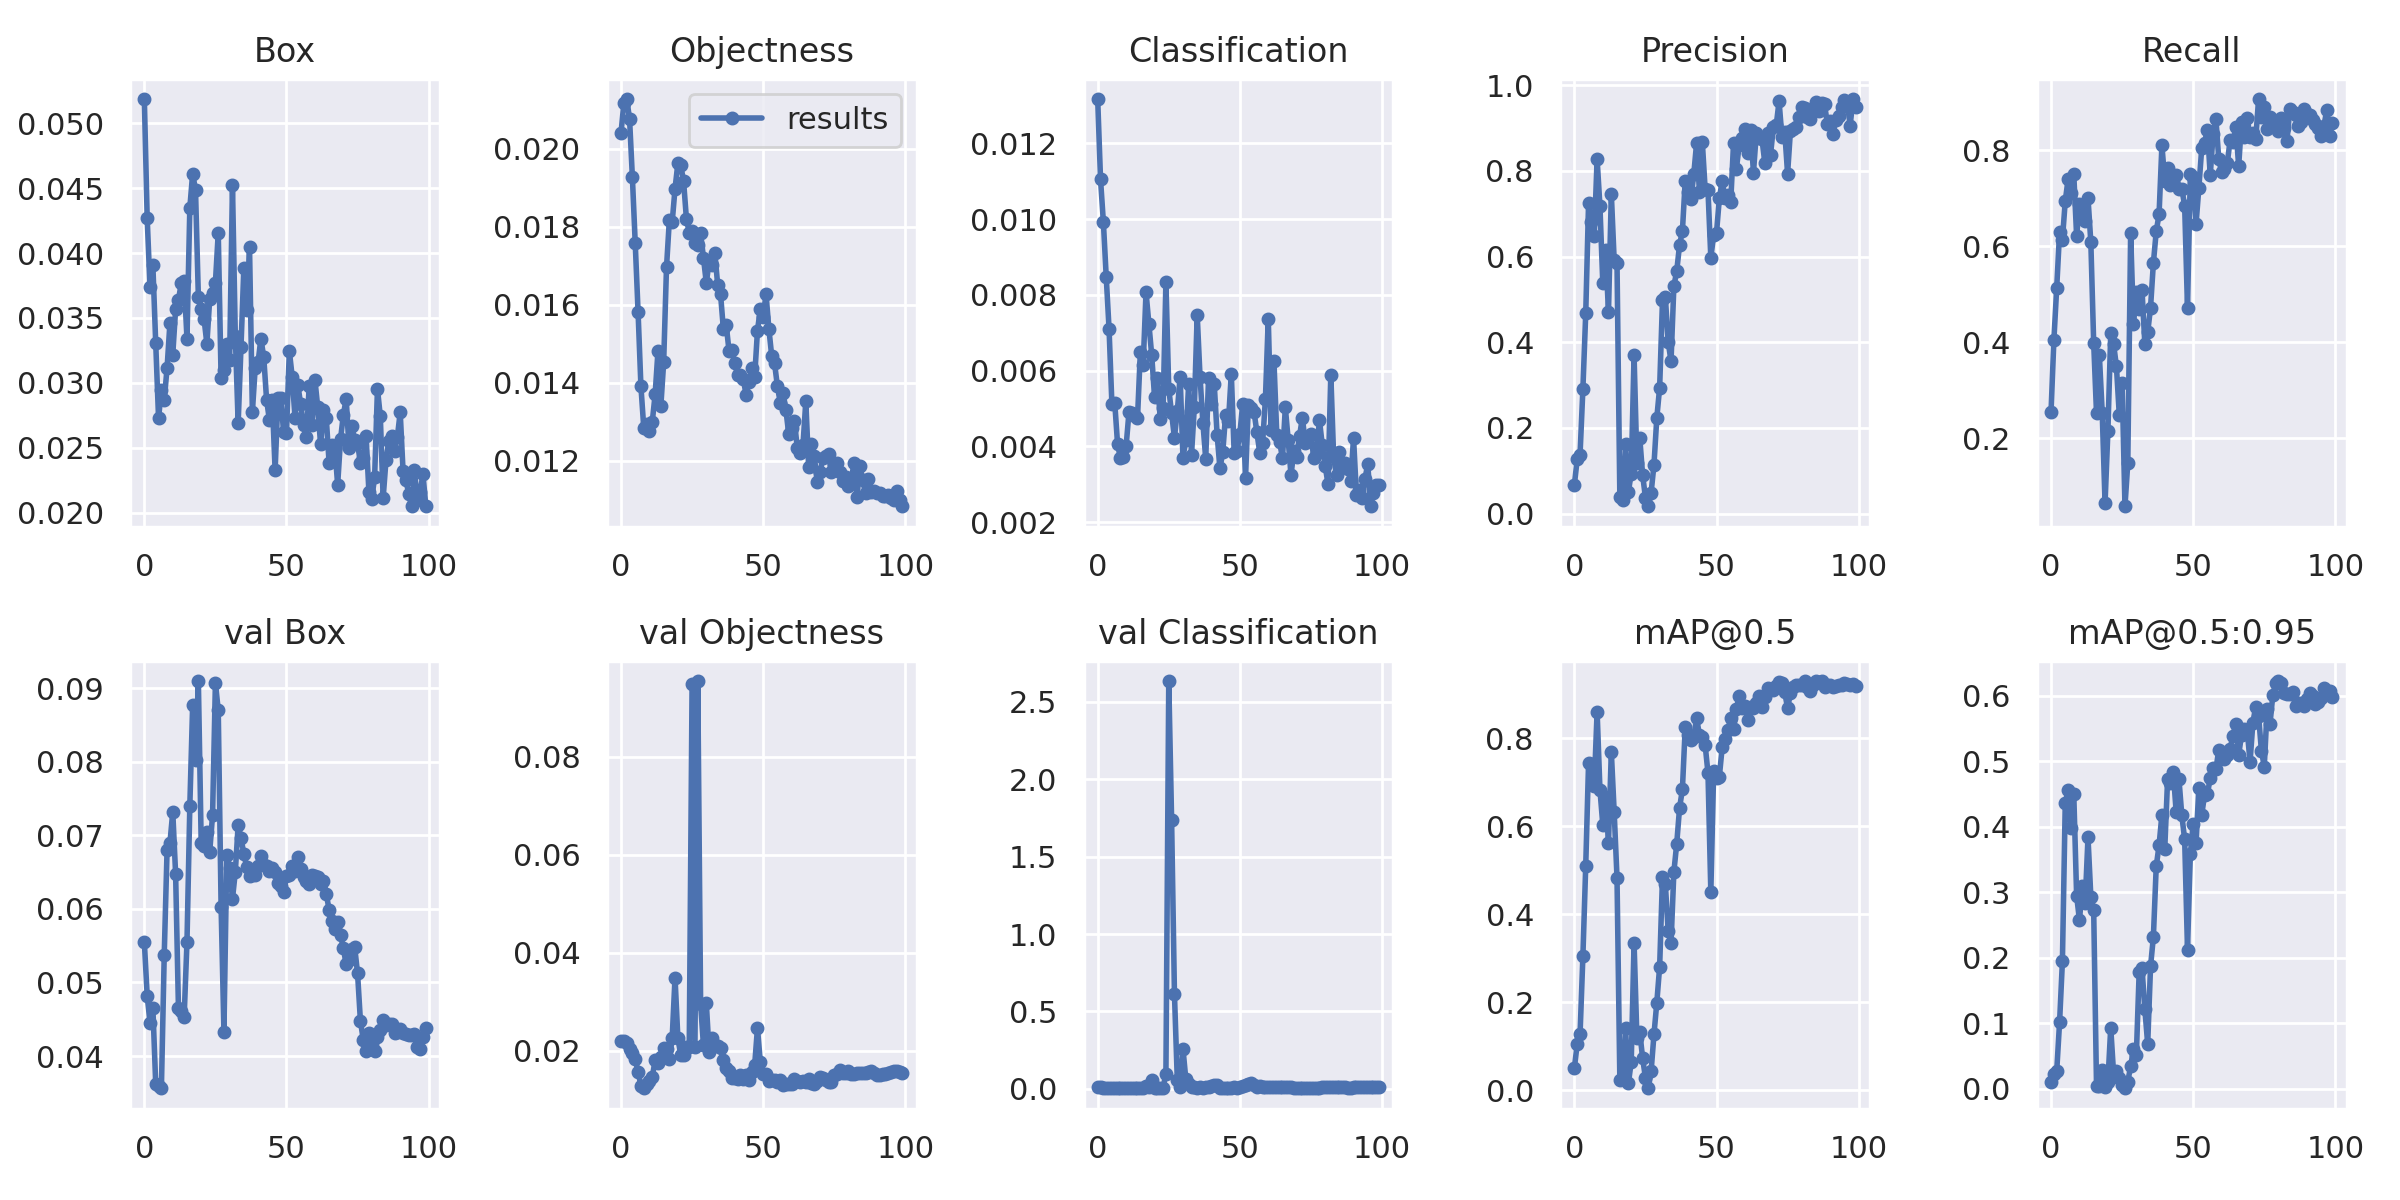 Box
0.050
0.045
0.040
0.035
0.030
0.025
0.020
0 50 100
Objectness
results
0.020
0.018
0.016
0.014
0.012
0 50 100
Classification
0.012
0.010
0.008
0.006
0.004
0.002
0 50 100
Precision
1.0
0.8
0.6
0.4
0.2
0.0
0 50 100
Recall
0.8
0.6
0.4
0.2
0 50 100
val Box
0.09
0.08
0.07
0.06
0.05
0.04
0 50 100
val Objectness
0.08
0.06
0.04
0.02
0 50 100
val Classification
2.5
2.0
1.5
1.0
0.5
0.0
0 50 100
mAP@0.5
0.8
0.6
0.4
0.2
0.0
0 50 100
mAP@0.5:0.95
0.6
0.5
0.4
0.3
0.2
0.1
0.0
0 50 100